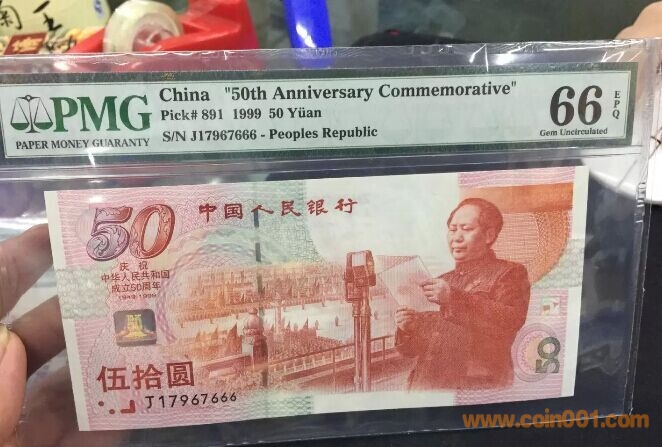 王
PMG
PAPER MONEY GUARANTY
China "50th Anniversary Commemorative"
Pick# 891 1999 50 Yüan
S/N J17967666 - Peoples Republic
66
EPQ
Gem Uncirculated
50
中国人民银行
庆祝
中华人民共和国
成立50周年
1949-1999
伍拾圆
J17967666
50
www.coin001.com